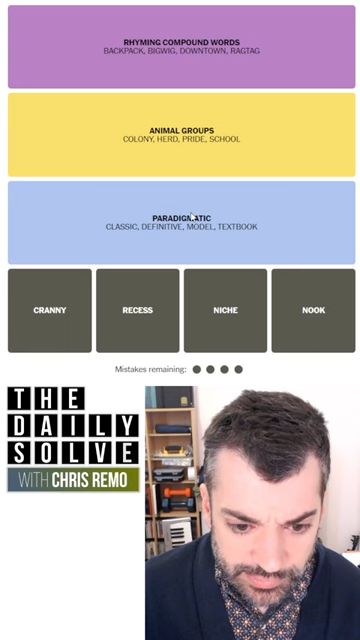 RHYMING COMPOUND WORDS
BACKPACK, BIGWIG, DOWNTOWN, RAGTAG
ANIMAL GROUPS
COLONY, HERD, PRIDE, SCHOOL
PARADIGMATIC
CLASSIC, DEFINITIVE, MODEL, TEXTBOOK
CRANNY RECESS NICHE NOOK
Mistakes remaining:
THE
DAILY
SOLVE
WITH CHRIS REMO